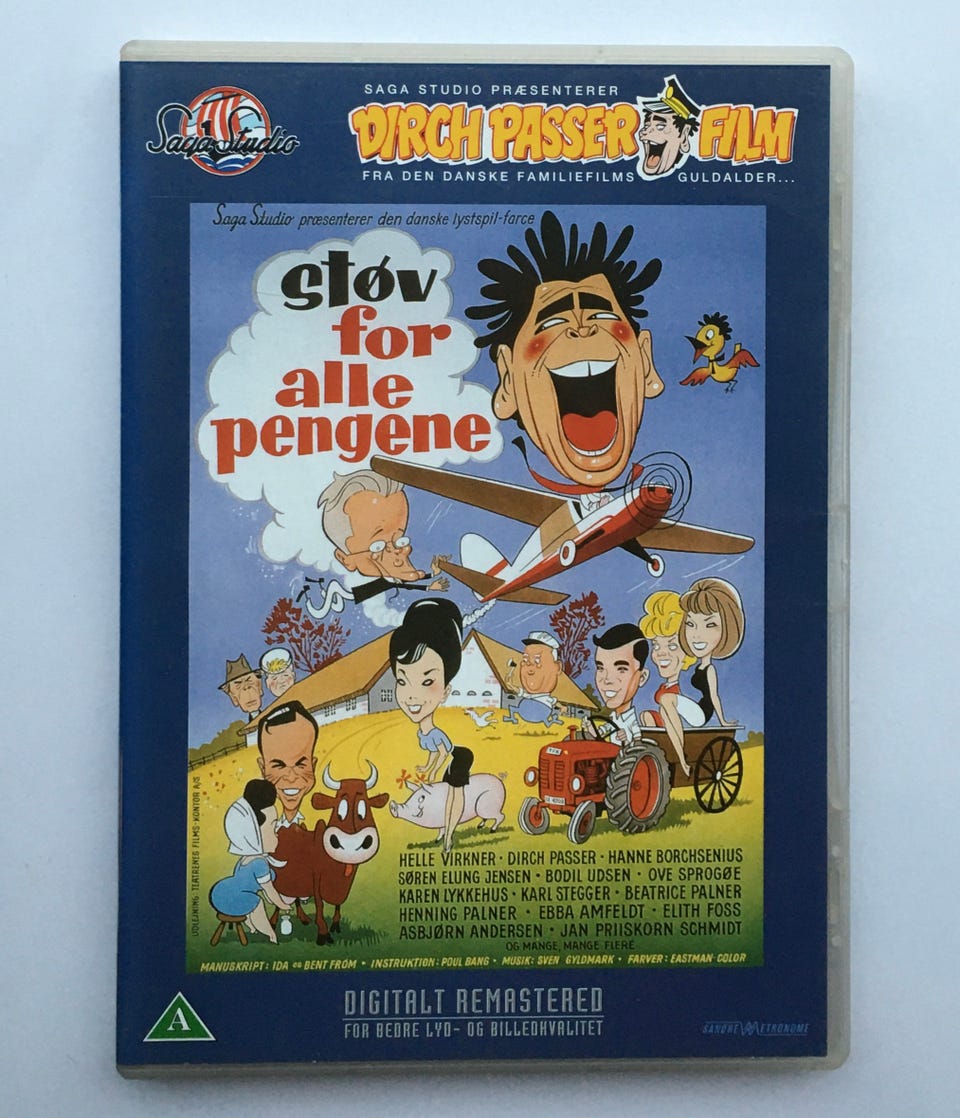 Saga Studio
SAGA STUDIO PRÆSENTERER
DIRCH PASSER FILM
FRA DEN DANSKE FAMILIEFILMS GULDALDER...
Saga Studio præsenterer den danske lystspil-farce
støv
for
alle
pengene
UDLEJNING: TEATRENES FILMS-KONTOR A/S
HELLE VIRKNER · DIRCH PASSER · HANNE BORCHSENIUS
SØREN ELUNG JENSEN · BODIL UDSEN · OVE SPROGØE
KAREN LYKKEHUS · KARL STEGGER · BEATRICE PALNER
HENNING PALNER · EBBA AMFELDT · ELITH FOSS
ASBJØRN ANDERSEN · JAN PRIISKORN SCHMIDT
OG MANGE, MANGE FLERE
MANUSKRIPT: IDA OG BENT FROM · INSTRUKTION: POUL BANG · MUSIK: SVEN GYLDMARK · FARVER: EASTMAN-COLOR
DIGITALT REMASTERED
FOR BEDRE LYD- OG BILLEDKVALITET
A
SANDREW METRONOME